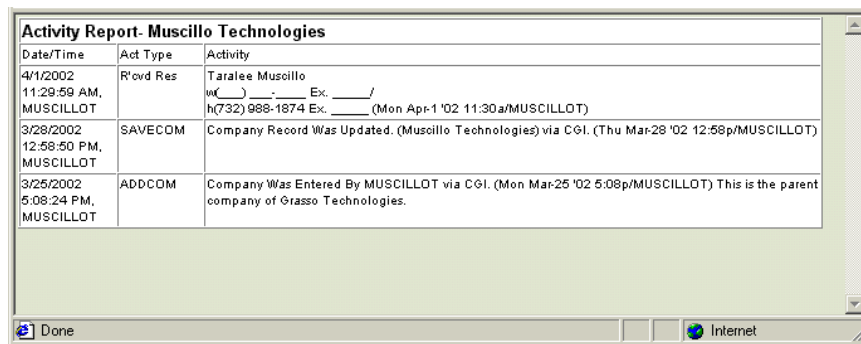 Activity Report- Muscillo Technologies
Date/Time Act Type Activity
4/1/2002
11:29:59 AM,
MUSCILLOT
R'cvd Res
Taralee Muscillo
w(___) ___-____ Ex. _____/
h(732) 988-1874 Ex. _____ (Mon Apr-1 '02 11:30a/MUSCILLOT)
3/28/2002
12:58:50 PM,
MUSCILLOT
SAVECOM
Company Record Was Updated. (Muscillo Technologies) via CGI. (Thu Mar-28 '02 12:58p/MUSCILLOT)
3/25/2002
5:08:24 PM,
MUSCILLOT
ADDCOM
Company Was Entered By MUSCILLOT via CGI. (Mon Mar-25 '02 5:08p/MUSCILLOT) This is the parent
company of Grasso Technologies.
Done
Internet